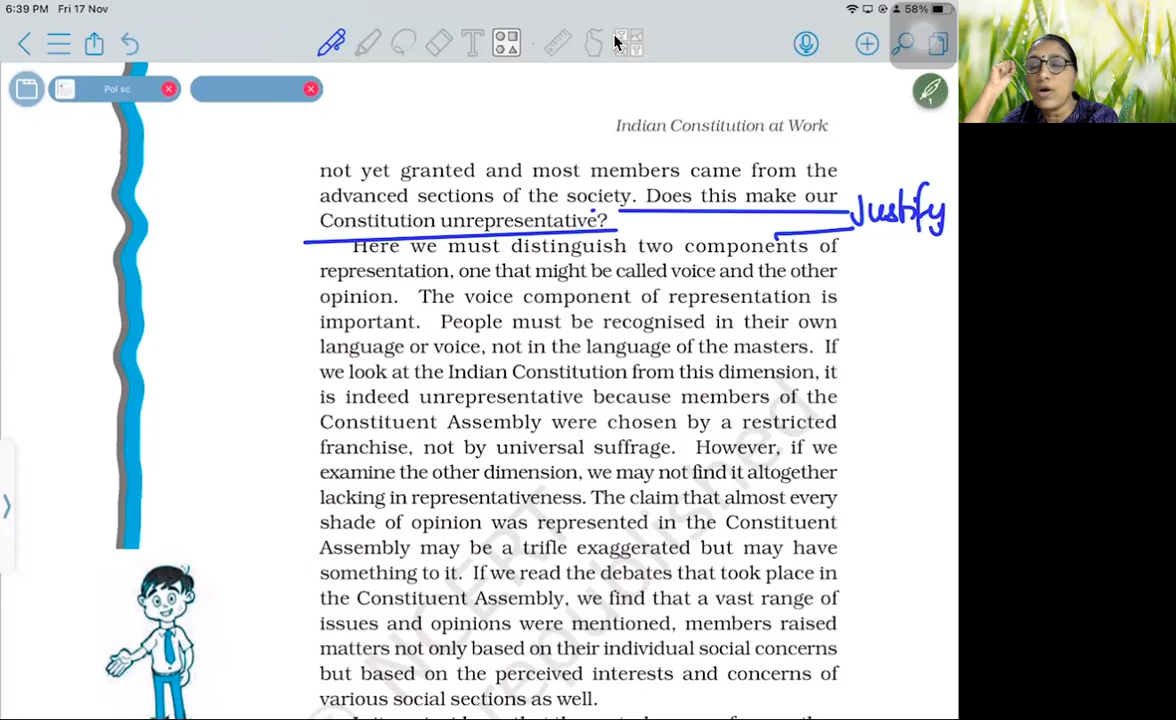 6:39 PM Fri 17 Nov
58%
Pol sc
1
Indian Constitution at Work
not yet granted and most members came from the
advanced sections of the society. Does this make our
Justify
Constitution unrepresentative?
Here we must distinguish two components of
representation, one that might be called voice and the other
opinion. The voice component of representation is
important. People must be recognised in their own
language or voice, not in the language of the masters. If
we look at the Indian Constitution from this dimension, it
is indeed unrepresentative because members of the
Constituent Assembly were chosen by a restricted
franchise, not by universal suffrage. However, if we
examine the other dimension, we may not find it altogether
lacking in representativeness. The claim that almost every
shade of opinion was represented in the Constituent
Assembly may be a trifle exaggerated but may have
something to it. If we read the debates that took place in
the Constituent Assembly, we find that a vast range of
issues and opinions were mentioned, members raised
matters not only based on their individual social concerns
but based on the perceived interests and concerns of
various social sections as well.
NCERT
republished